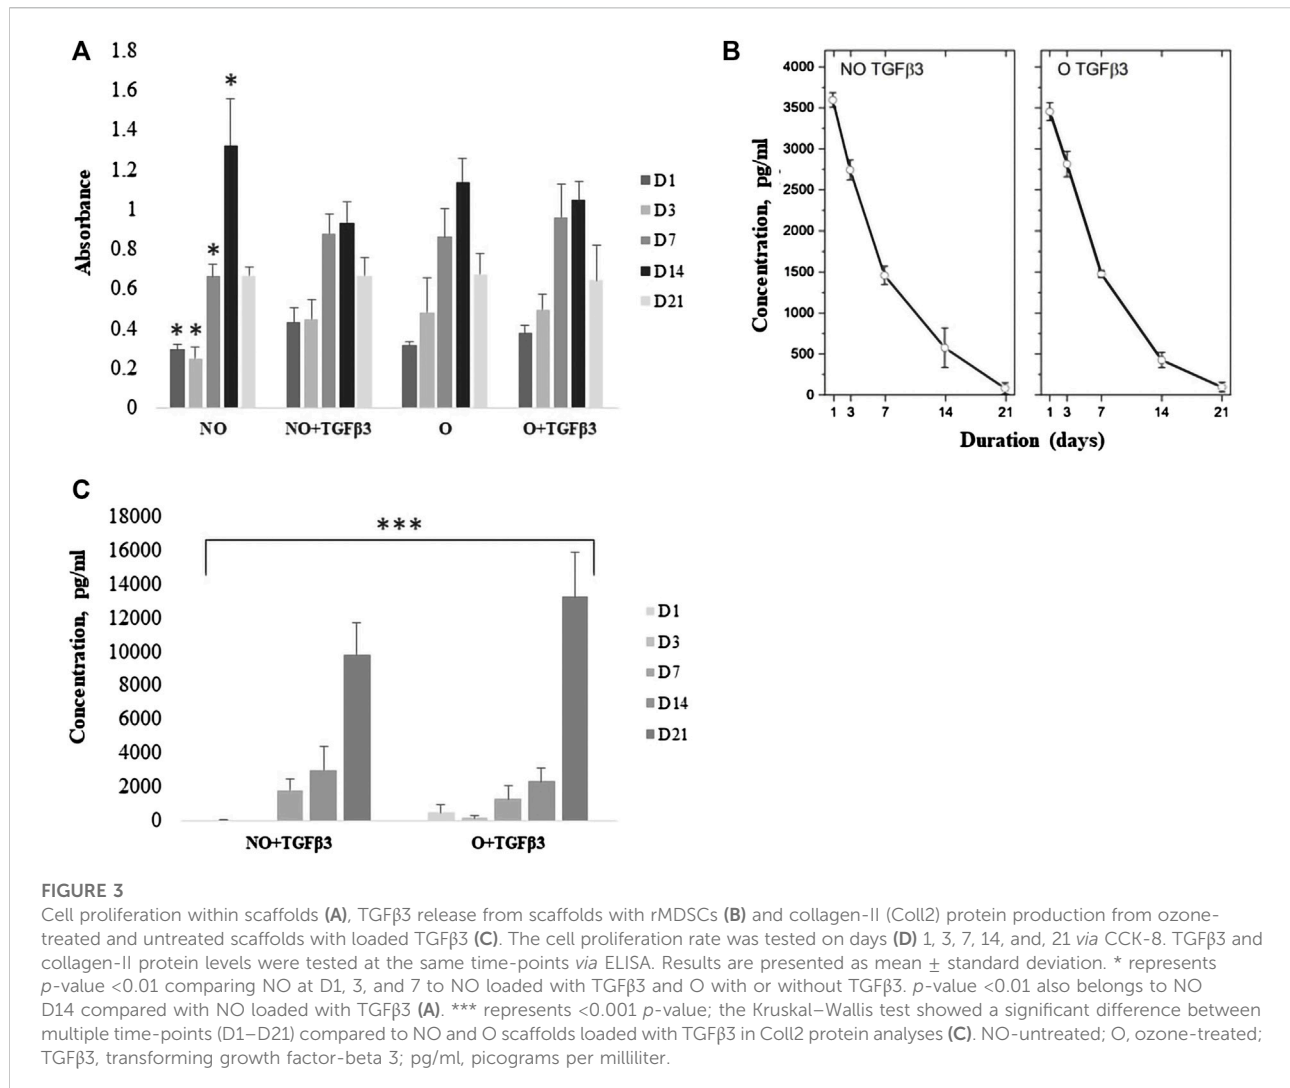 A
1.8
1.6
1.4
1.2
1
0.8
0.6
0.4
0.2
0
Absorbance
*
*
* *
NO
NO+TGFβ3
O
O+TGFβ3
D1
D3
D7
D14
D21
B
NO TGFβ3
O TGFβ3
4000
3500
3000
2500
2000
1500
1000
500
0
Concentration, pg/ml
1 3 7 14 21
1 3 7 14 21
Duration (days)
C
***
18000
16000
14000
12000
10000
8000
6000
4000
2000
0
Concentration, pg/ml
NO+TGFβ3
O+TGFβ3
D1
D3
D7
D14
D21
FIGURE 3
Cell proliferation within scaffolds (A), TGFβ3 release from scaffolds with rMDSCs (B) and collagen-II (Coll2) protein production from ozone-
treated and untreated scaffolds with loaded TGFβ3 (C). The cell proliferation rate was tested on days (D) 1, 3, 7, 14, and, 21 via CCK-8. TGFβ3 and
collagen-II protein levels were tested at the same time-points via ELISA. Results are presented as mean ± standard deviation. * represents
p-value <0.01 comparing NO at D1, 3, and 7 to NO loaded with TGFβ3 and O with or without TGFβ3. p-value <0.01 also belongs to NO
D14 compared with NO loaded with TGFβ3 (A). *** represents <0.001 p-value; the Kruskal–Wallis test showed a significant difference between
multiple time-points (D1–D21) compared to NO and O scaffolds loaded with TGFβ3 in Coll2 protein analyses (C). NO-untreated; O, ozone-treated;
TGFβ3, transforming growth factor-beta 3; pg/ml, picograms per milliliter.